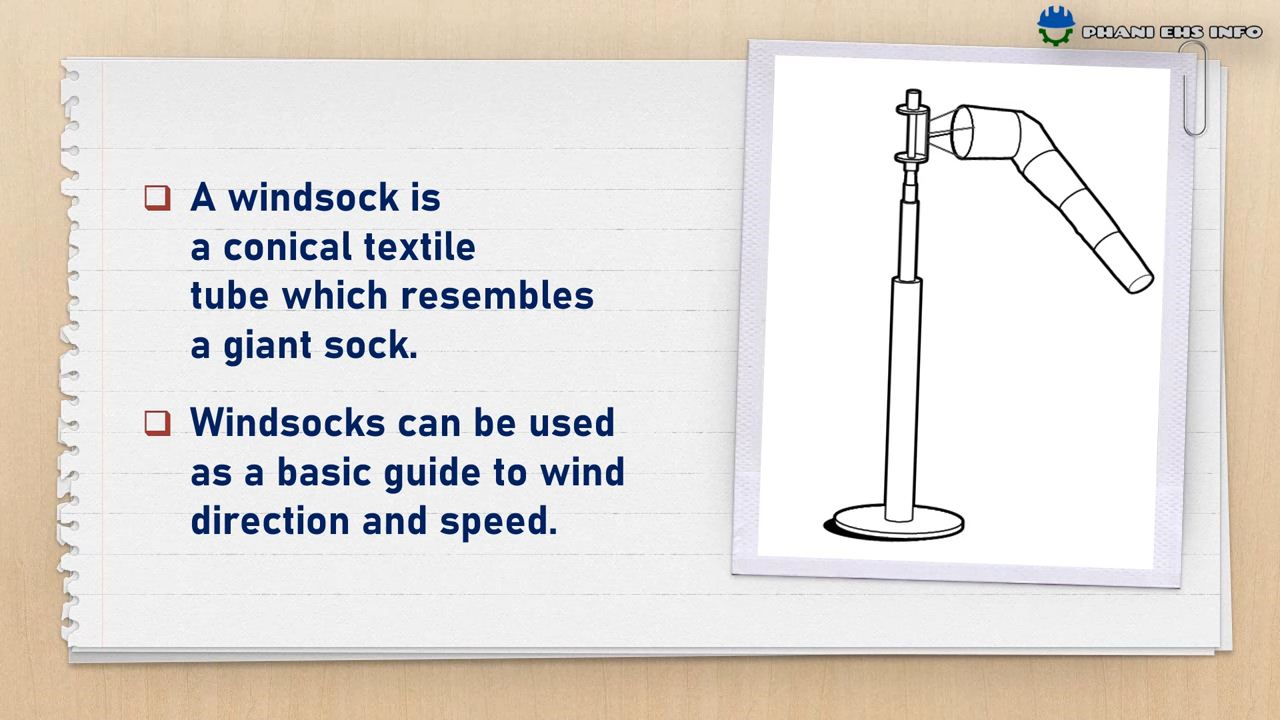 PHANI EHS INFO
A windsock is
a conical textile
tube which resembles
a giant sock.
Windsocks can be used
as a basic guide to wind
direction and speed.